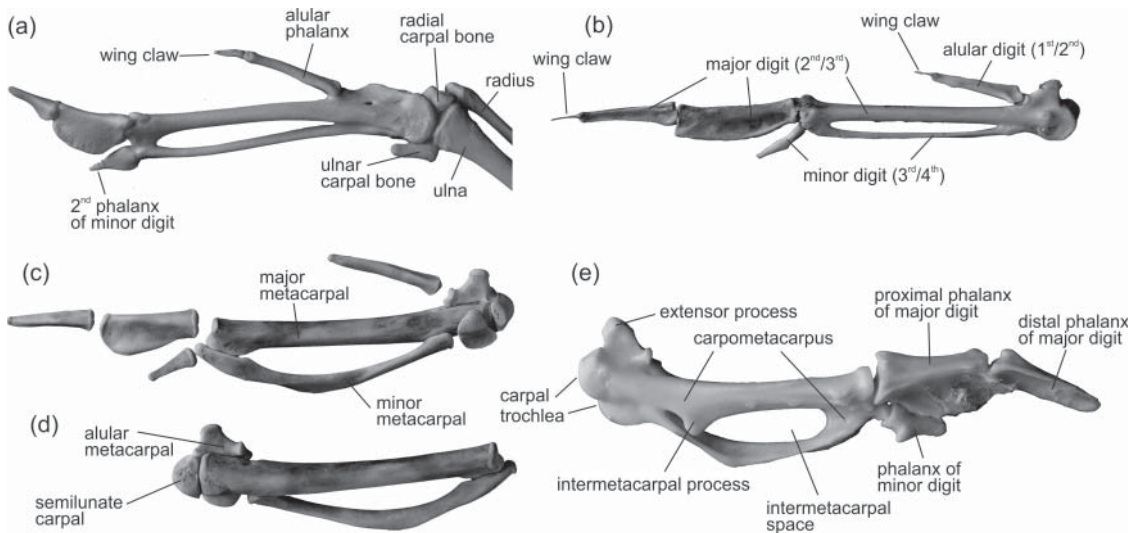 (a)
alular
phalanx
radial
carpal bone
wing claw
radius
ulnar
carpal bone
ulna
2nd phalanx
of minor digit
(b)
wing claw
alular digit (1st/2nd)
major digit (2nd/3rd)
wing claw
minor digit (3rd/4th)
(c)
major
metacarpal
minor
metacarpal
(d)
alular
metacarpal
semilunate
carpal
(e)
extensor process
carpometacarpus
proximal phalanx
of major digit
distal phalanx
of major digit
carpal
trochlea
intermetacarpal process
intermetacarpal
space
phalanx of
minor digit